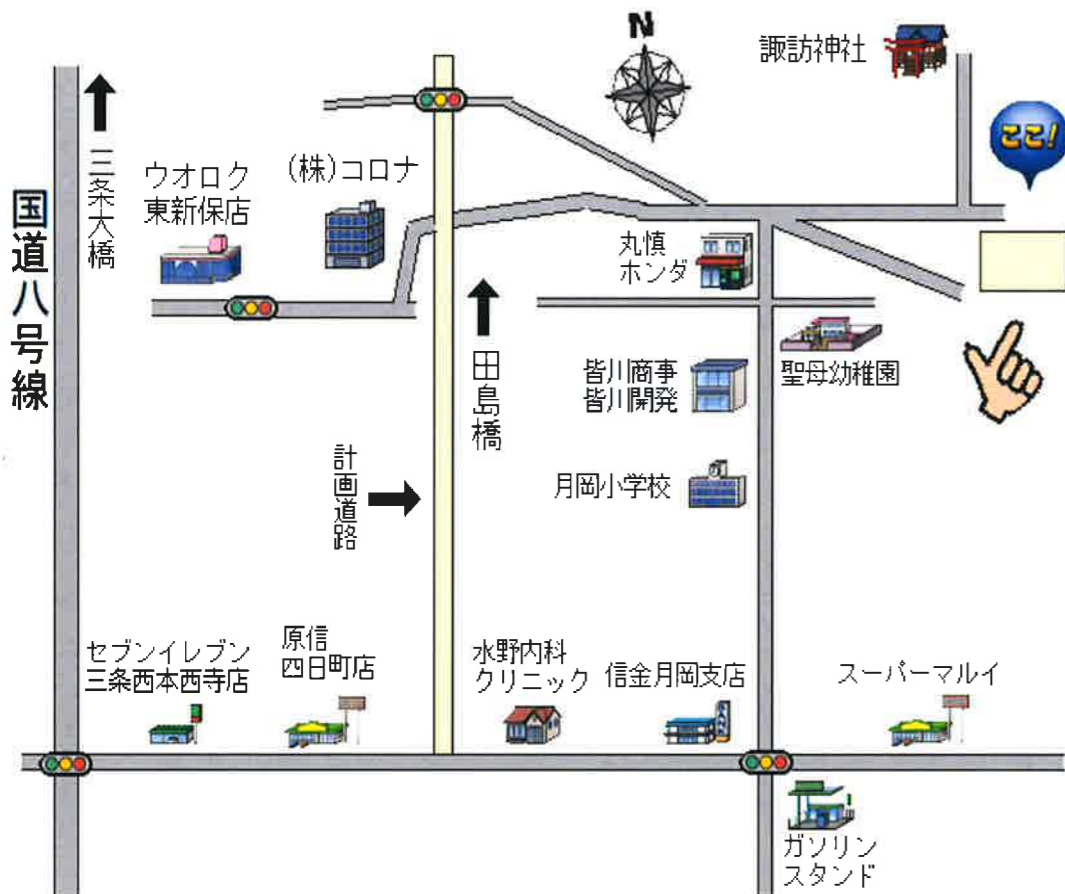 N
諏訪神社
ここ!
三条大橋
国道八号線
ウオロク
東新保店
(株)コロナ
丸慎
ホンダ
田島橋
皆川商事
皆川開発
聖母幼稚園
計画道路
月岡小学校
セブンイレブン
三条西本西寺店
原信
四日町店
水野内科
クリニック
信金月岡支店
スーパーマルイ
BANK
ガソリン
スタンド